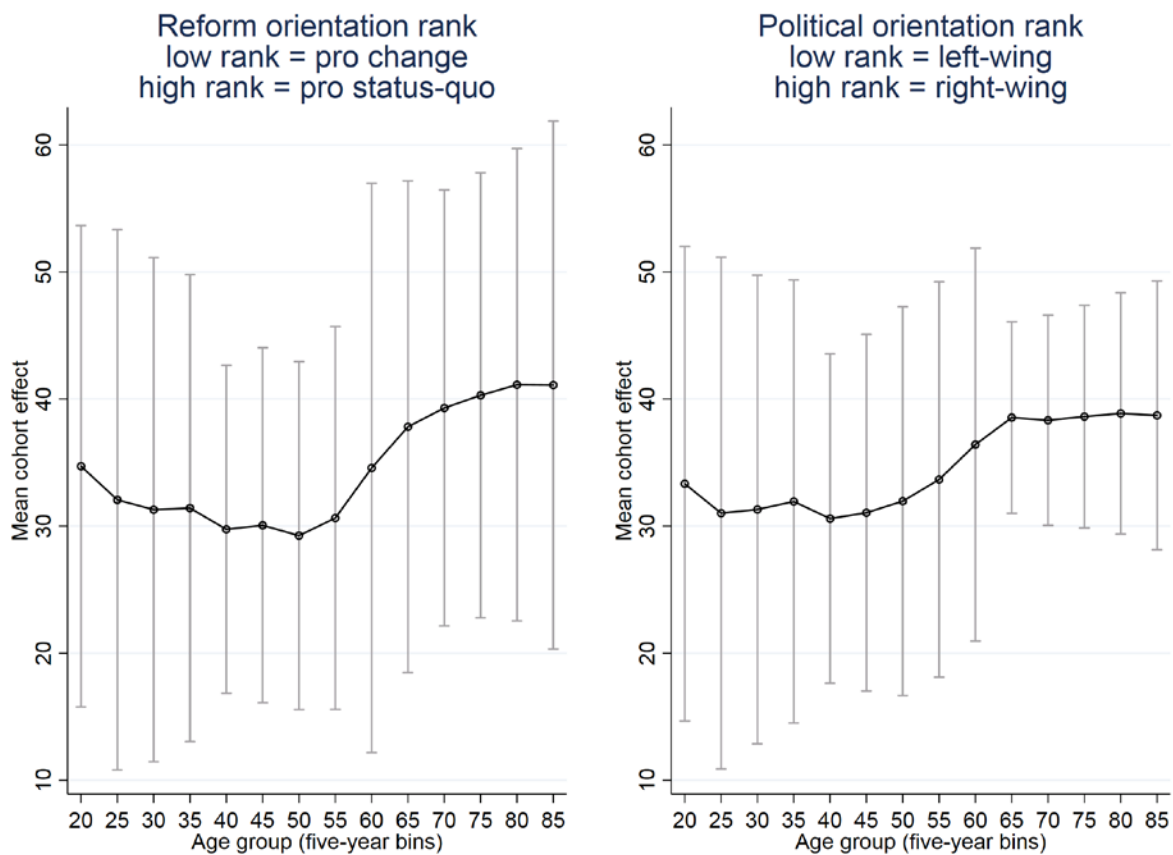 Reform orientation rank
low rank = pro change
high rank = pro status-quo
Mean cohort effect
60
50
40
30
20
10
20 25 30 35 40 45 50 55 60 65 70 75 80 85
Age group (five-year bins)
Political orientation rank
low rank = left-wing
high rank = right-wing
Mean cohort effect
60
50
40
30
20
10
20 25 30 35 40 45 50 55 60 65 70 75 80 85
Age group (five-year bins)